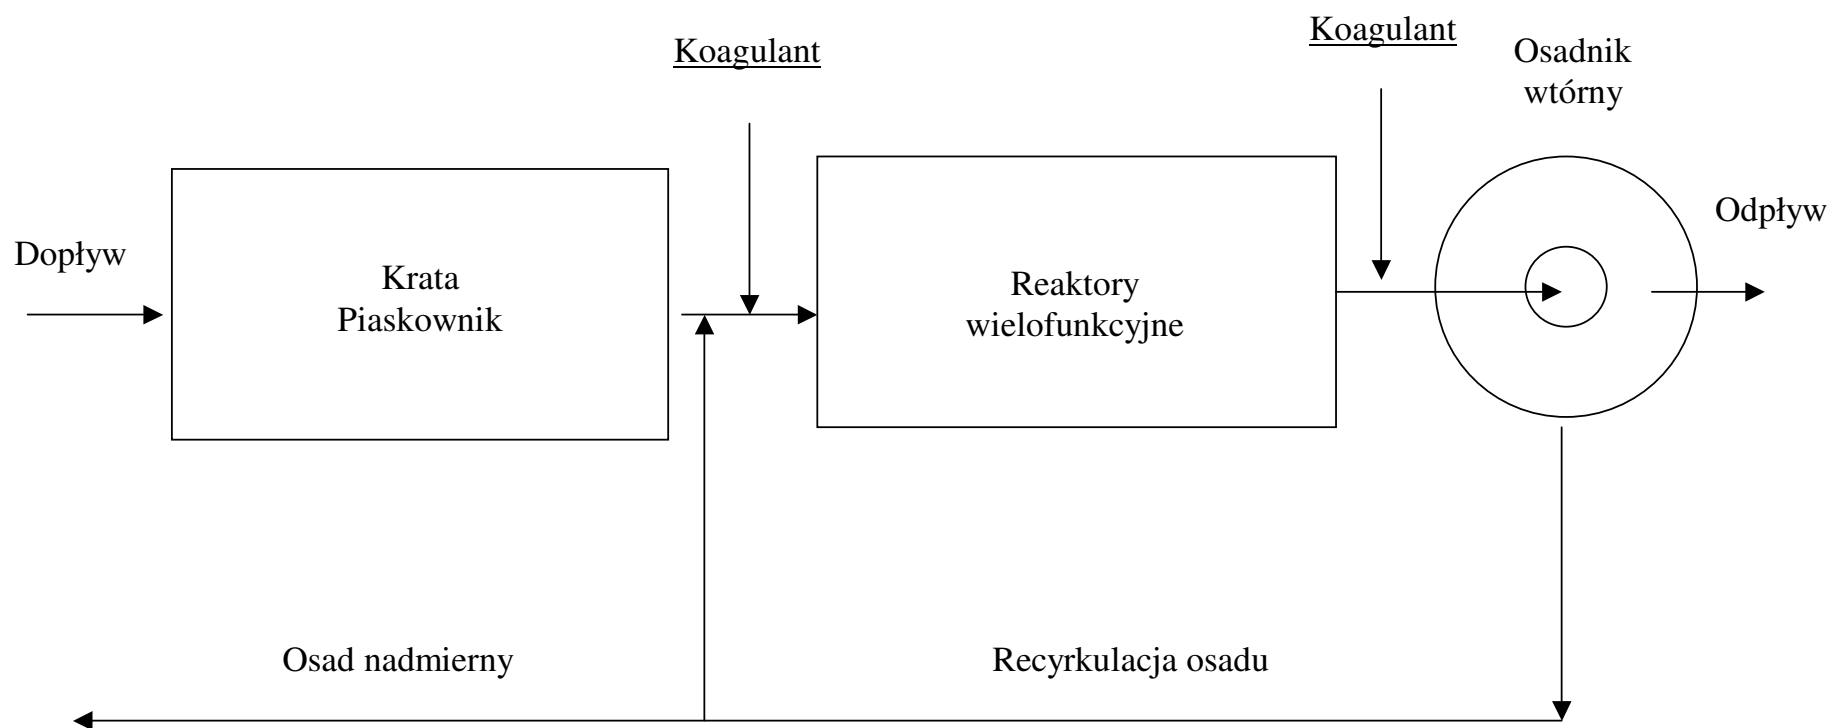 Koagulant
Koagulant
Osadnik
wtórny
Dopływ
Krata
Piaskownik
Reaktory
wielofunkcyjne
Odpływ
Osad nadmierny
Recyrkulacja osadu